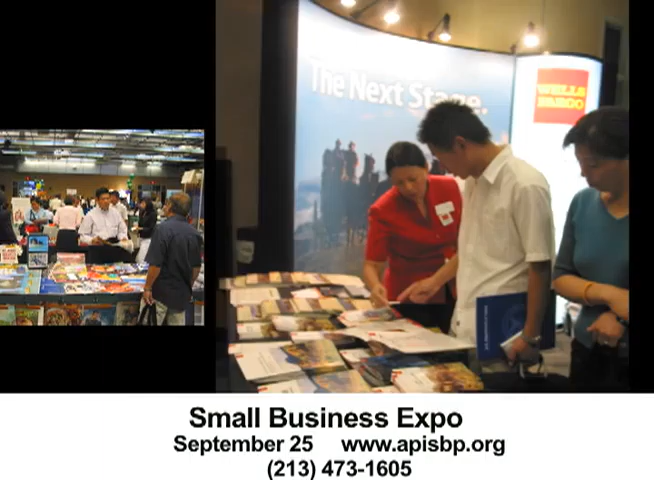 The Next Stage.
WELLS
FARGO
Small Business Expo
September 25 www.apisbp.org
(213) 473-1605